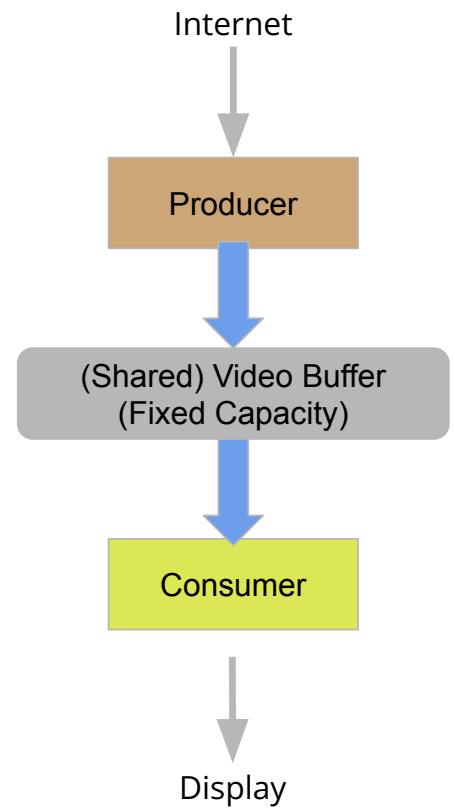 Internet
Producer
(Shared) Video Buffer
(Fixed Capacity)
Consumer
Display